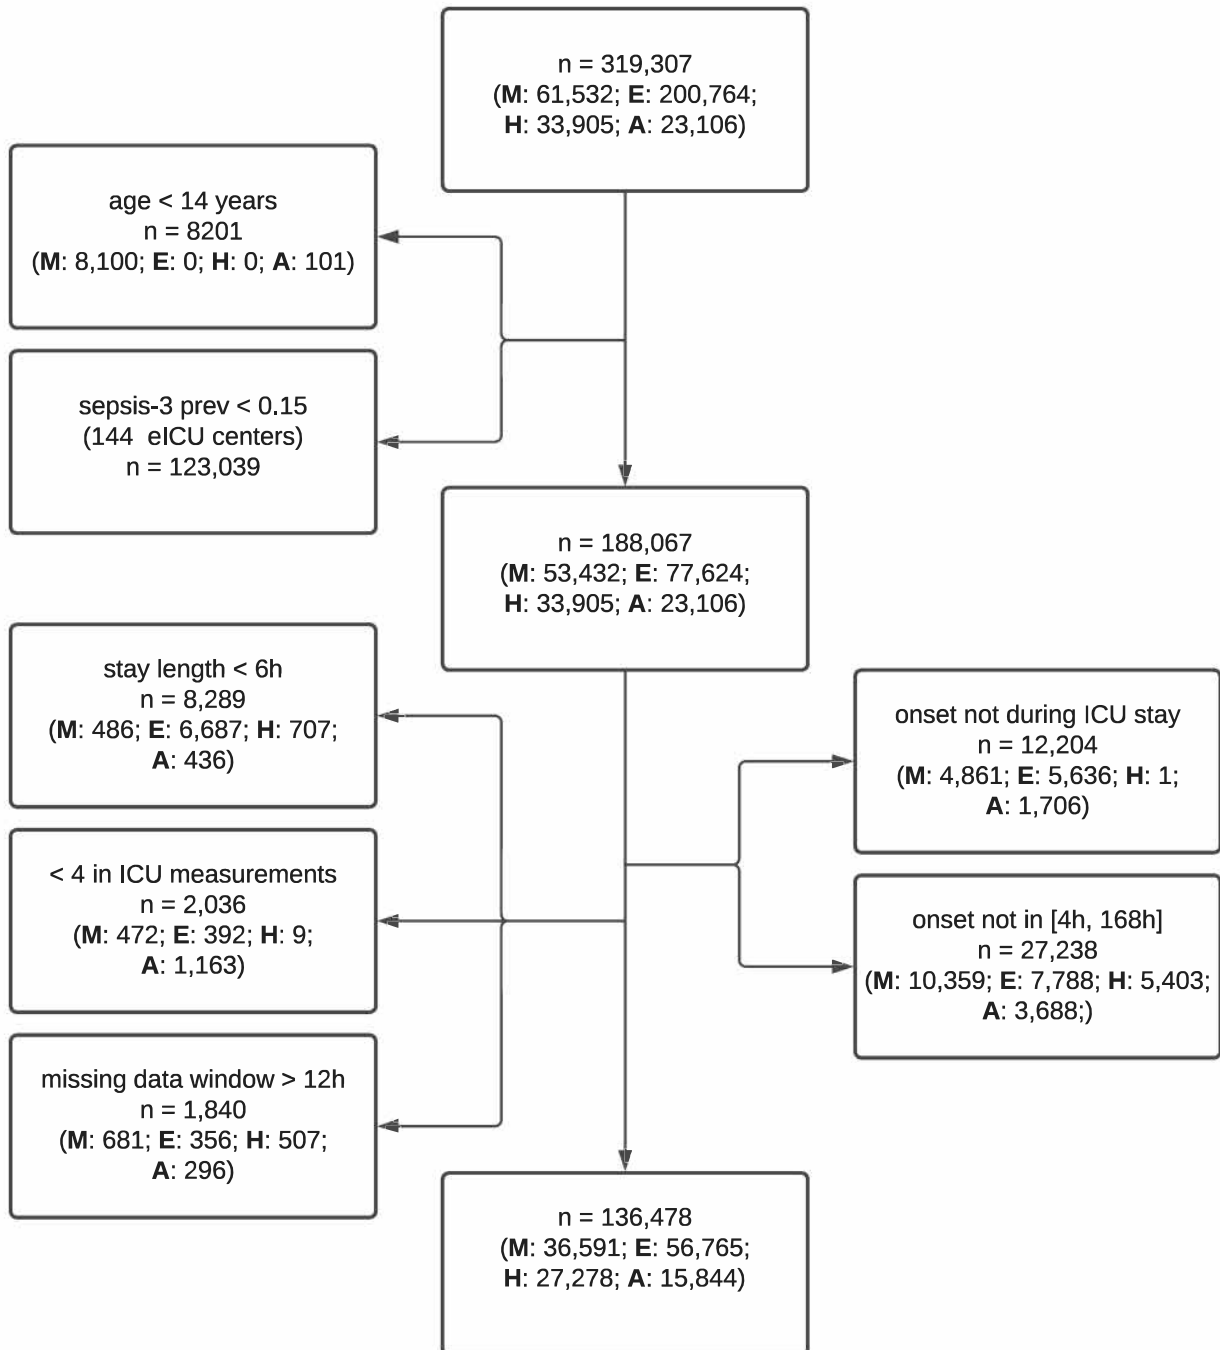 n = 319,307
(M: 61,532; E: 200,764;
H: 33,905; A: 23,106)
age < 14 years
n = 8201
(M: 8,100; E: 0; H: 0; A: 101)
sepsis-3 prev < 0.15
(144 eICU centers)
n = 123,039
n = 188,067
(M: 53,432; E: 77,624;
H: 33,905; A: 23,106)
stay length < 6h
n = 8,289
(M: 486; E: 6,687; H: 707;
A: 436)
onset not during ICU stay
n = 12,204
(M: 4,861; E: 5,636; H: 1;
A: 1,706)
< 4 in ICU measurements
n = 2,036
(M: 472; E: 392; H: 9;
A: 1,163)
onset not in [4h, 168h]
n = 27,238
(M: 10,359; E: 7,788; H: 5,403;
A: 3,688;)
missing data window > 12h
n = 1,840
(M: 681; E: 356; H: 507;
A: 296)
n = 136,478
(M: 36,591; E: 56,765;
H: 27,278; A: 15,844)